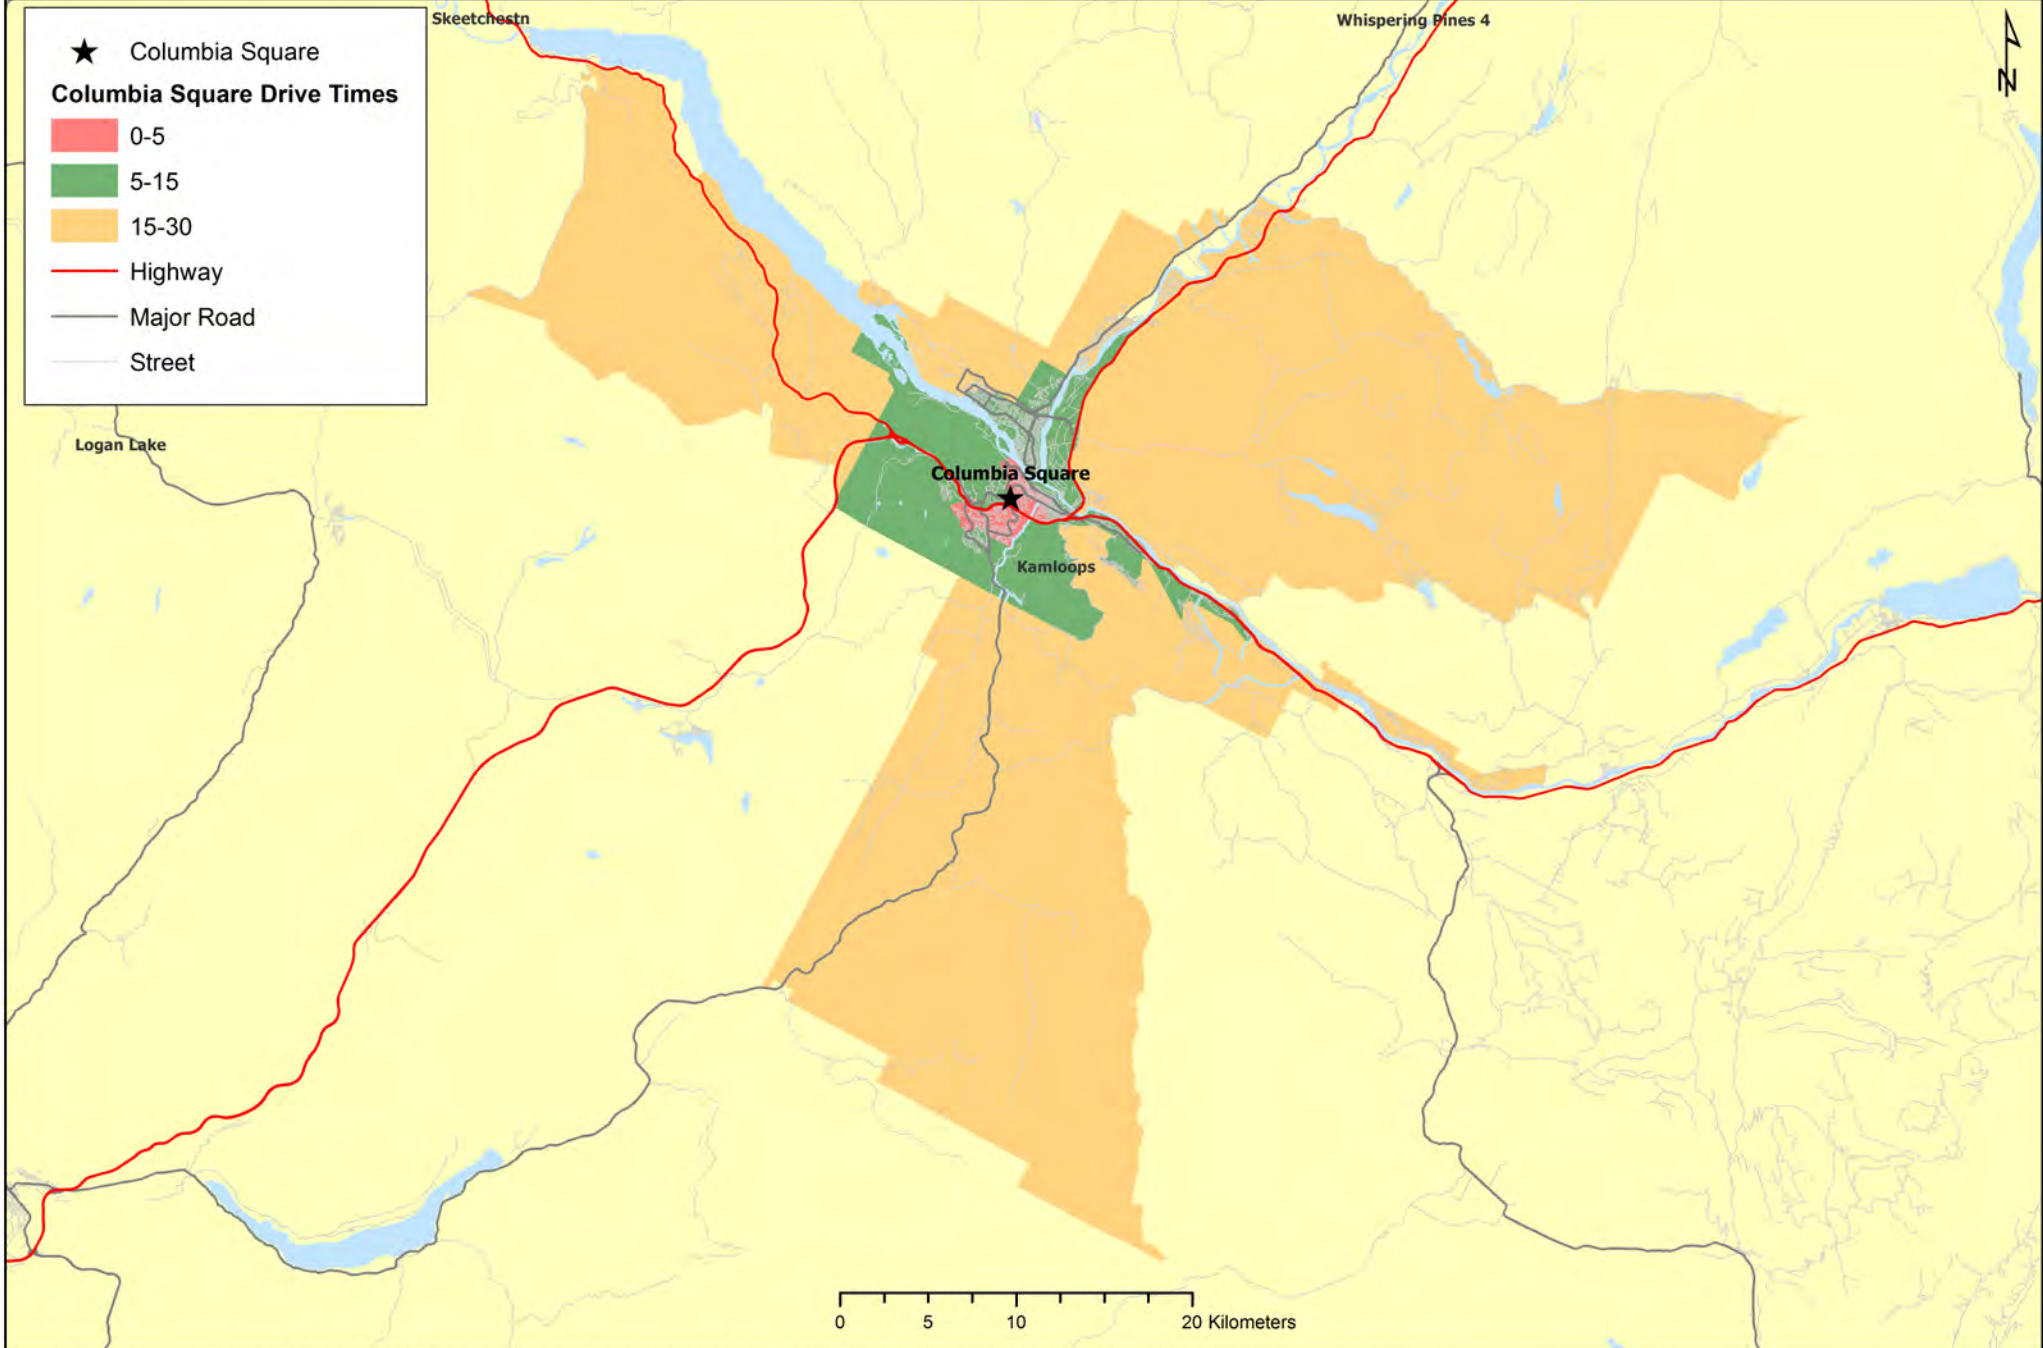 Skeetchestn
Whispering Pines 4
N
Columbia Square
Columbia Square Drive Times
0-5
5-15
15-30
Highway
Major Road
Street
Logan Lake
Columbia Square
Kamloops
0 5 10 20 Kilometers